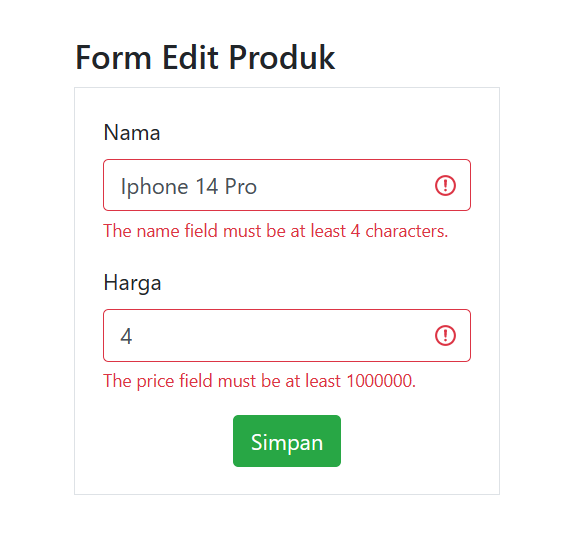 Form Edit Produk
Nama
Iphone 14 Pro
The name field must be at least 4 characters.
Harga
4
The price field must be at least 1000000.
Simpan